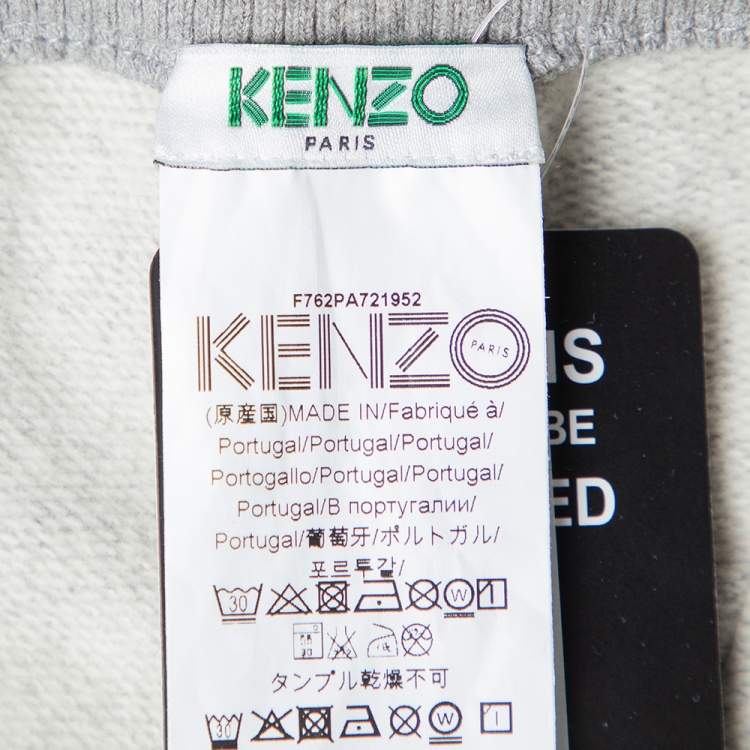 KENZO
PARIS
F762PA721952
KENZO
PARIS
(原産国)MADE IN/Fabriqué à/
Portugal/Portugal/Portugal/
Portogallo/Portugal/Portugal/
Portugal/В португалии/
Portugal/葡萄牙/ポルトガル/
포르투갈/
30
W
タンブル乾燥不可
30
W
IS
BE
ED